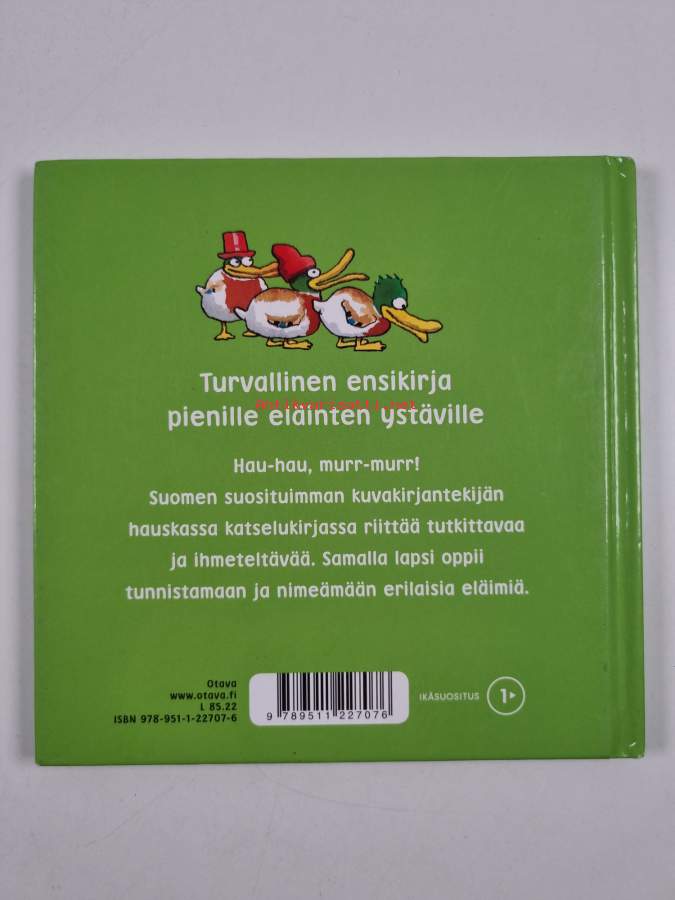 Turvallinen ensikirja
Antikvariaatti.net
pienille eläinten ystäville
Hau-hau, murr-murr!
Suomen suosituimman kuvakirjantekijän
hauskassa katselukirjassa riittää tutkittavaa
ja ihmeteltävää. Samalla lapsi oppii
tunnistamaan ja nimeämään erilaisia eläimiä.
Otava
www.otava.fi
L 85.22
ISBN 978-951-1-22707-6
9 789511 227076
IKÄSUOSITUS 1